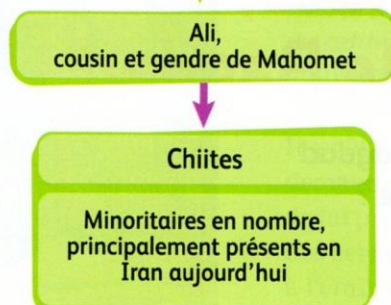 Ali,
cousin et gendre de Mahomet
Chiites
Minoritaires en nombre,
principalement présents en
Iran aujourd'hui